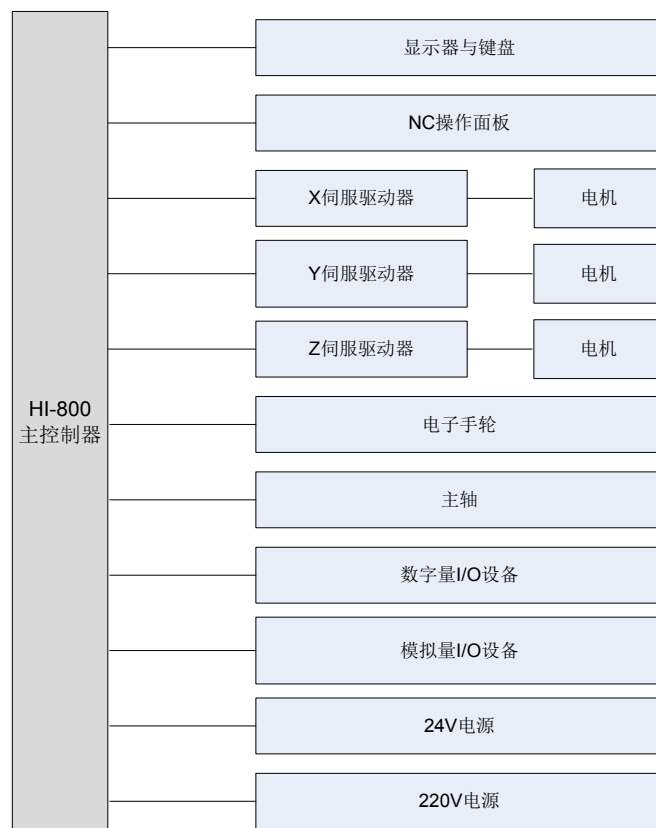 显示器与键盘
NC操作面板
X伺服驱动器
电机
Y伺服驱动器
电机
Z伺服驱动器
电机
HI-800
主控制器
电子手轮
主轴
数字量I/O设备
模拟量I/O设备
24V电源
220V电源